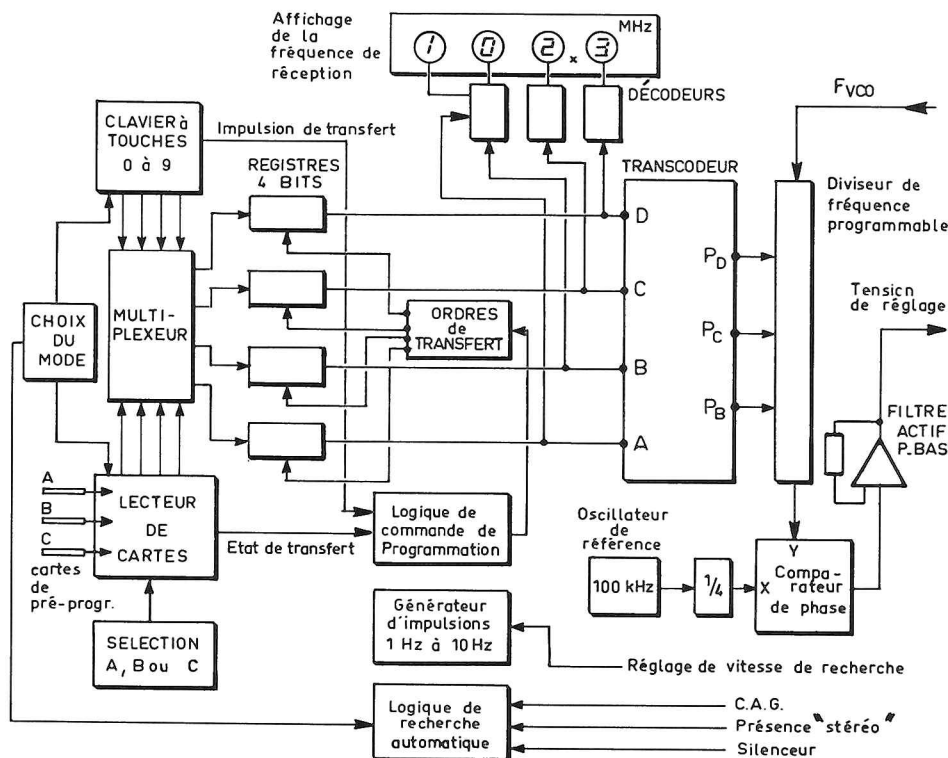 Affichage
de la
fréquence de
réception
MHz
1 0 2 × 3
DÉCODEURS
CLAVIER à
TOUCHES
0 à 9
Impulsion de transfert
REGISTRES
4 BITS
TRANSCODEUR
FVCO
Diviseur de
fréquence
programmable
MULTI-
PLEXEUR
CHOIX
DU
MODE
ORDRES
de
TRANSFERT
D
C
B
A
PD
PC
PB
Tension
de réglage
FILTRE
ACTIF
P-BAS
A
B
C
cartes
de
pré-progr.
LECTEUR
DE
CARTES
Etat de transfert
Logique de
commande de
Programmation
Oscillateur
de
référence
100 kHz
1/4
Y
X
Compa-
rateur
de phase
SELECTION
A, B ou C
Générateur
d'impulsions
1 Hz à 10 Hz
Réglage de vitesse de recherche
Logique de
recherche
automatique
C.A.G.
Présence "stéréo"
Silenceur